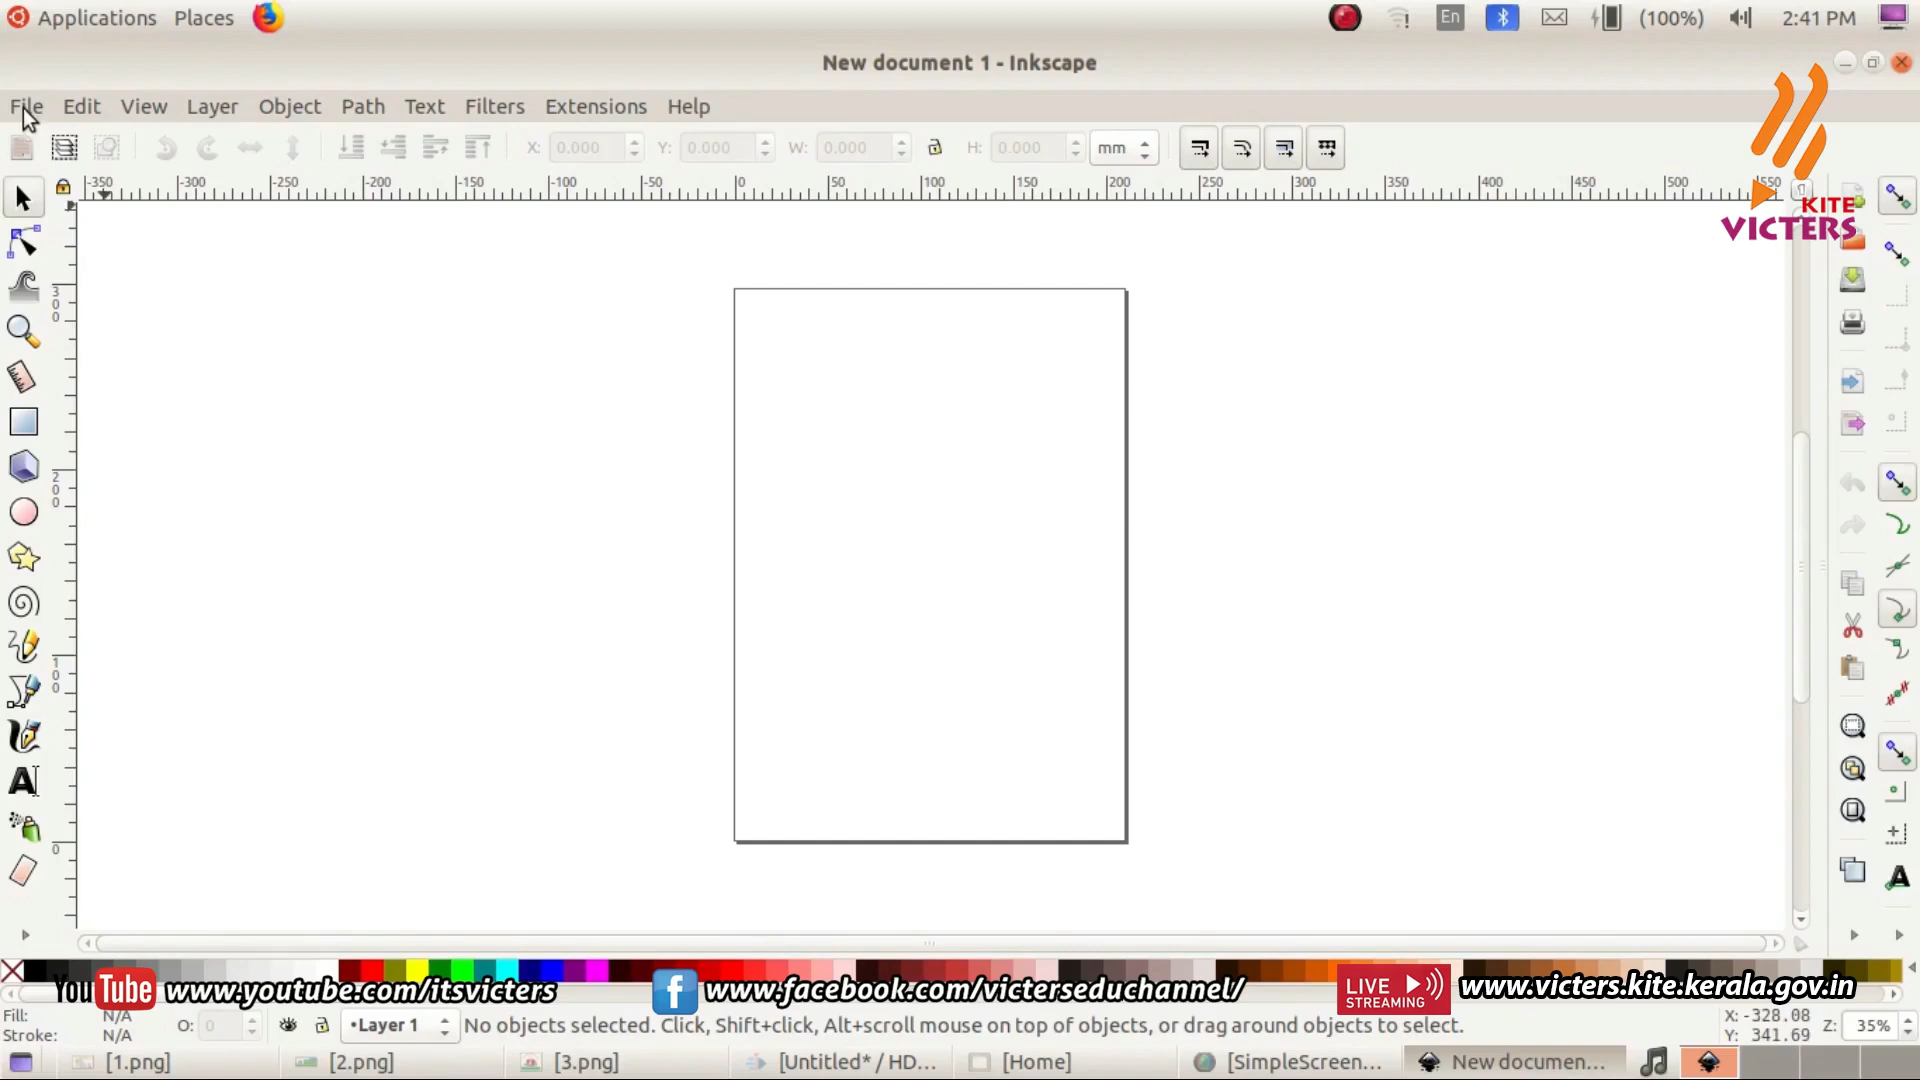 Applications Places
En
(100%)
2:41 PM
New document 1 - Inkscape
File Edit View Layer Object Path Text Filters Extensions Help
X: 0.000 Y: 0.000 W: 0.000 H: 0.000 mm
-350 -300 -250 -200 -150 -100 -50 0 50 100 150 200 250 300 350 400 450 500 550
KITE
VICTERS
300
200
100
0
YouTube www.youtube.com/itsvicters
f www.facebook.com/victerseduchannel/
LIVE STREAMING www.victers.kite.kerala.gov.in
Fill: N/A
Stroke: N/A
O: 0
•Layer 1
No objects selected. Click, Shift+click, Alt+scroll mouse on top of objects, or drag around objects to select.
X: -328.08
Y: 341.69
Z: 35%
[1.png] [2.png] [3.png] [Untitled* / HD... [Home] [SimpleScreen... New documen...